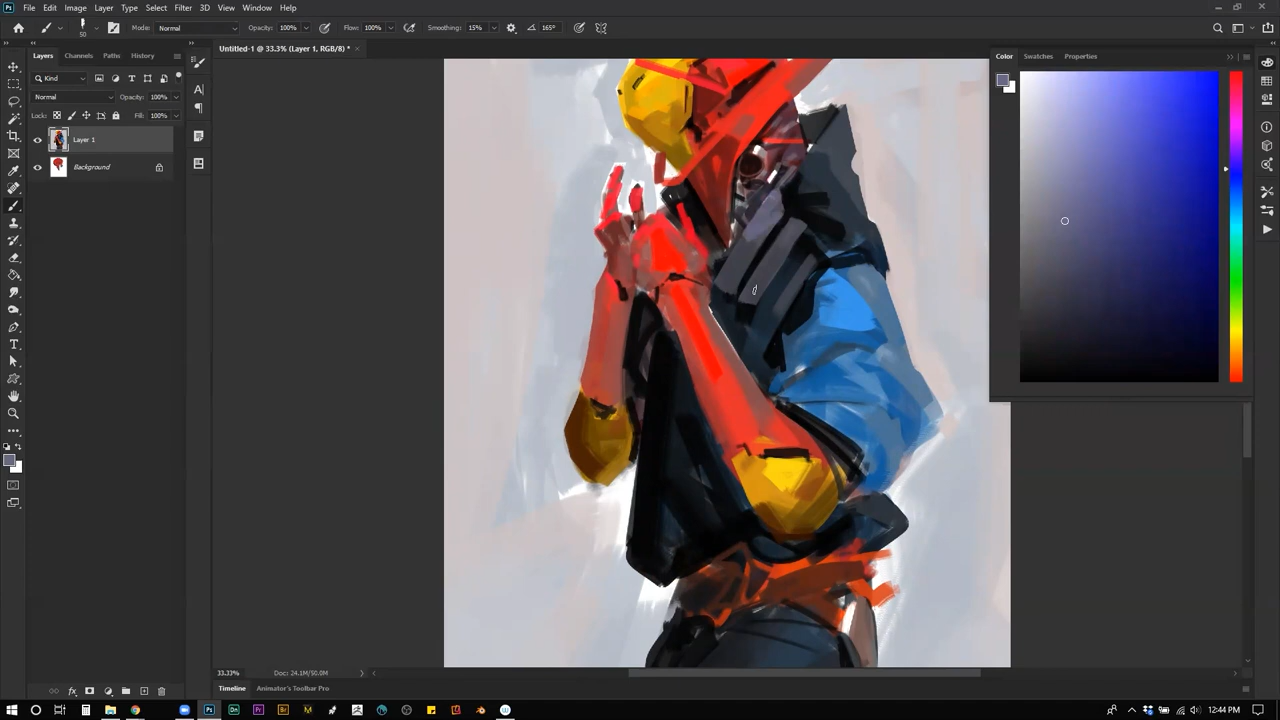 Ps File Edit Image Layer Type Select Filter 3D View Window Help
50 Mode: Normal Opacity: 100% Flow: 100% Smoothing: 15% 165°
Layers Channels Paths History
Untitled-1 @ 33.3% (Layer 1, RGB/8) *
Color Swatches Properties
Kind
Normal Opacity: 100%
Lock: Fill: 100%
Layer 1
Background
33.33% Doc: 24.1M/50.0M
Timeline Animator's Toolbar Pro
12:44 PM